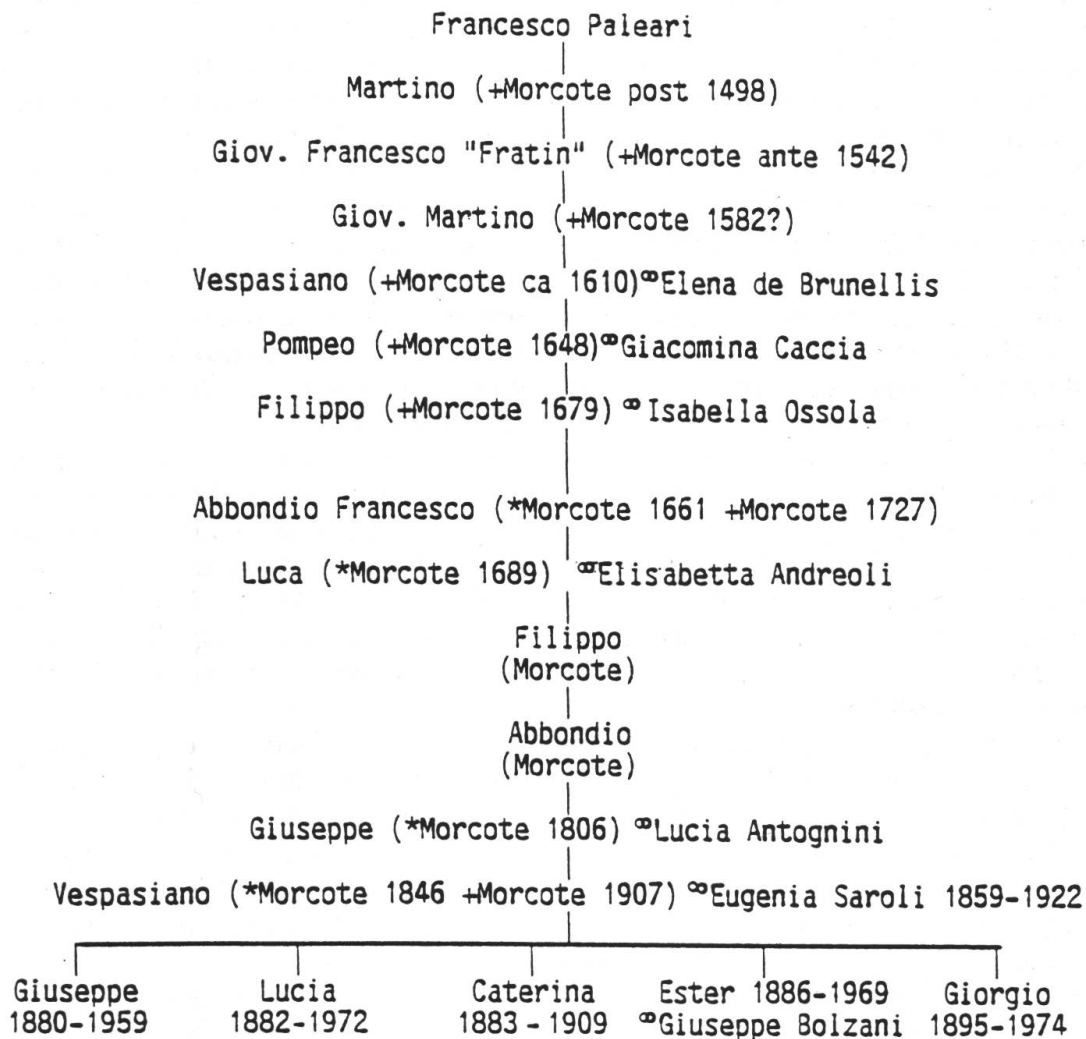 Francesco Paleari
Martino (+Morcote post 1498)
Giov. Francesco "Fratin" (+Morcote ante 1542)
Giov. Martino (+Morcote 1582?)
Vespasiano (+Morcote ca 1610)⚭Elena de Brunellis
Pompeo (+Morcote 1648)⚭Giacomina Caccia
Filippo (+Morcote 1679) ⚭ Isabella Ossola
Abbondio Francesco (*Morcote 1661 +Morcote 1727)
Luca (*Morcote 1689) ⚭Elisabetta Andreoli
Filippo
(Morcote)
Abbondio
(Morcote)
Giuseppe (*Morcote 1806) ⚭Lucia Antognini
Vespasiano (*Morcote 1846 +Morcote 1907) ⚭Eugenia Saroli 1859-1922
Giuseppe Lucia Caterina Ester 1886-1969 Giorgio
1880-1959 1882-1972 1883-1909 ⚭Giuseppe Bolzani 1895-1974